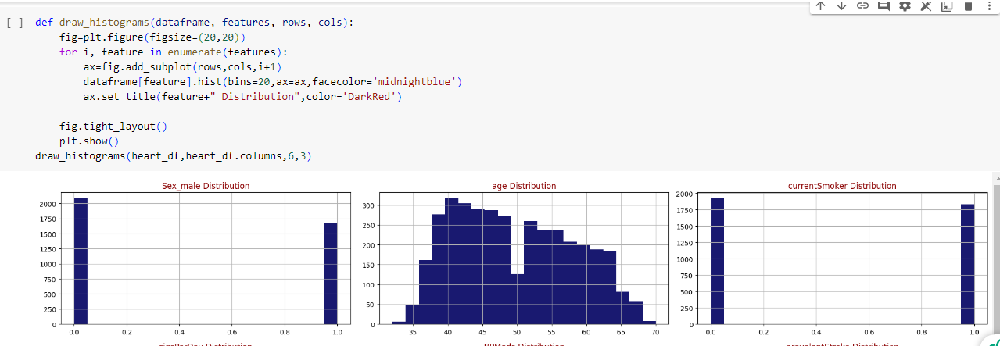 [ ] def draw_histograms(dataframe, features, rows, cols):
fig=plt.figure(figsize=(20,20))
for i, feature in enumerate(features):
ax=fig.add_subplot(rows,cols,i+1)
dataframe[feature].hist(bins=20,ax=ax,facecolor='midnightblue')
ax.set_title(feature+" Distribution",color='DarkRed')
fig.tight_layout()
plt.show()
draw_histograms(heart_df,heart_df.columns,6,3)
Sex_male Distribution
2000
1750
1500
1250
1000
750
500
250
0
0.0 0.2 0.4 0.6 0.8 1.0
age Distribution
300
250
200
150
100
50
0
35 40 45 50 55 60 65 70
currentSmoker Distribution
2000
1750
1500
1250
1000
750
500
250
0
0.0 0.2 0.4 0.6 0.8 1.0
Distribution
Distribution
Distribution